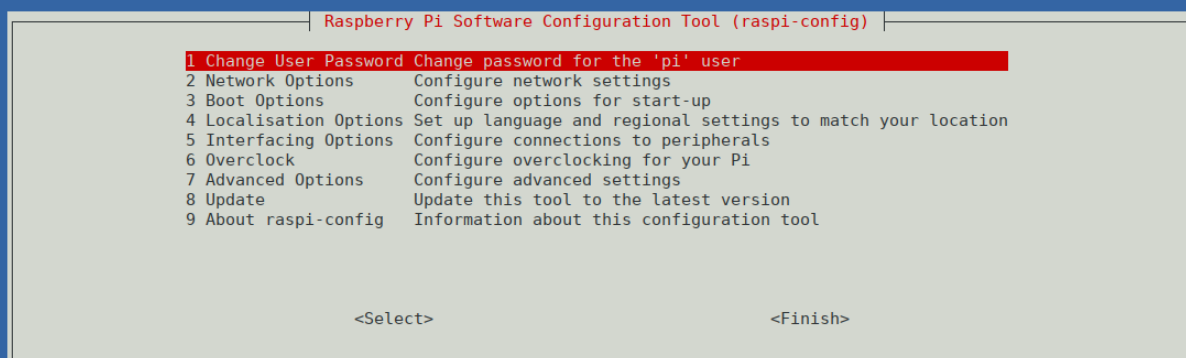 Raspberry Pi Software Configuration Tool (raspi-config)
1 Change User Password Change password for the 'pi' user
2 Network Options Configure network settings
3 Boot Options Configure options for start-up
4 Localisation Options Set up language and regional settings to match your location
5 Interfacing Options Configure connections to peripherals
6 Overclock Configure overclocking for your Pi
7 Advanced Options Configure advanced settings
8 Update Update this tool to the latest version
9 About raspi-config Information about this configuration tool
<Select> <Finish>